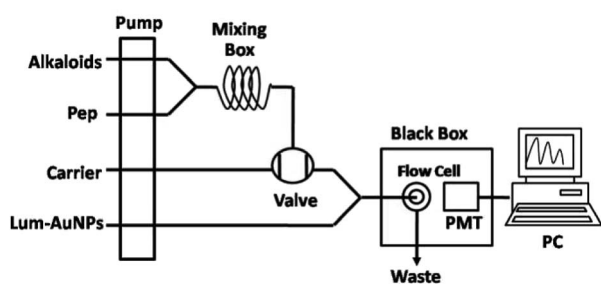 Pump
Mixing
Box
Alkaloids
Pep
Black Box
Carrier
Flow Cell
Valve
Lum-AuNPs
PMT
PC
Waste